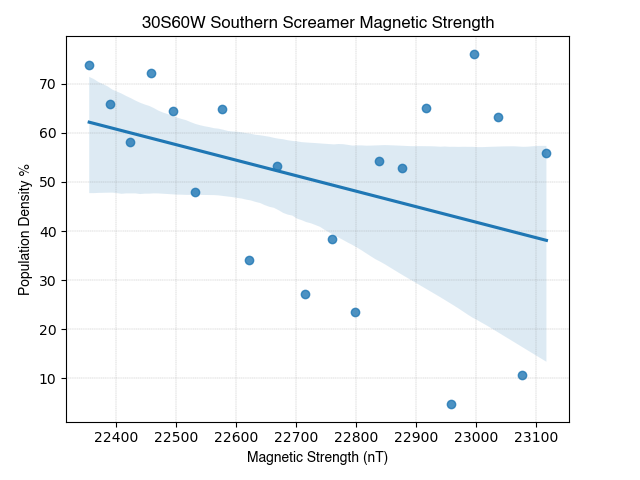 30S60W Southern Screamer Magnetic Strength
Population Density %
70
60
50
40
30
20
10
22400 22500 22600 22700 22800 22900 23000 23100
Magnetic Strength (nT)